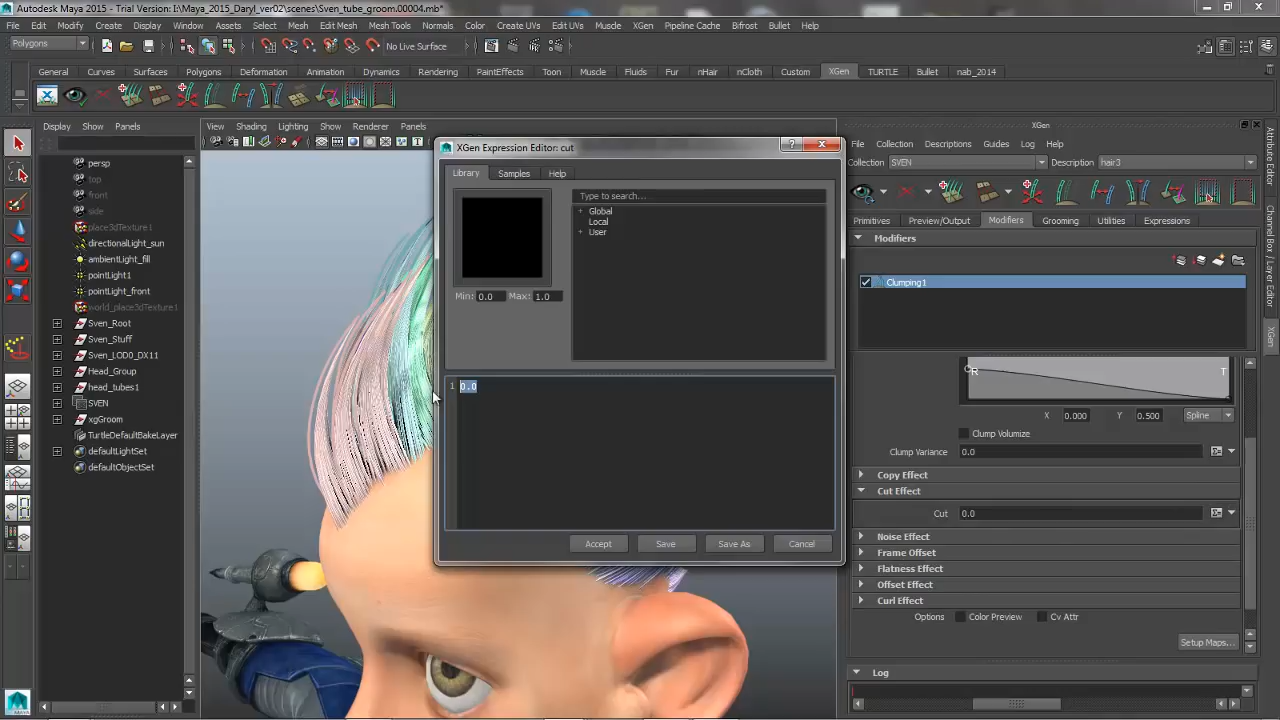 Autodesk Maya 2015 - Trial Version: I:\Maya_2015_Daryl_ver02\scenes\Sven_tube_groom.00004.mb*
File Edit Modify Create Display Window Assets Select Mesh Edit Mesh Proxy Normals Color Create UVs Edit UVs Muscle XGen Pipeline Cache Bifrost Bullet Help
Polygons No Live Surface
General Curves Surfaces Polygons Deformation Animation Dynamics Rendering PaintEffects Toon Muscle Fluids Fur nHair nCloth Custom XGen TURTLE Bullet nab_2014
Display Show Panels
View Shading Lighting Show Renderer Panels
persp
top
front
side
place3dTexture1
directionalLight_sun
ambientLight_fill
pointLight1
pointLight_front
world_place3dTexture1
Sven_Root
Sven_Stuff
Sven_LOD0_DX11
Head_Group
head_tubes1
SVEN
xgGroom
TurtleDefaultBakeLayer
defaultLightSet
defaultObjectSet
XGen Expression Editor: cut
Library Samples Help
Type to search...
Global
Local
User
Min: 0.0 Max: 1.0
1 0.0
Accept Save Save As Cancel
XGen
File Collection Descriptions Guides Log Help
Collection SVEN Description hair3
Primitives Preview/Output Modifiers Grooming Utilities Expressions
Modifiers
Clumping1
R T
X 0.000 Y 0.500 Spline
Clump Volumize
Clump Variance 0.0
Copy Effect
Cut Effect
Cut 0.0
Noise Effect
Frame Offset
Flatness Effect
Offset Effect
Curl Effect
Options Color Preview Cv Attr
Setup Maps...
Log
Attribute Editor
Channel Box / Layer Editor
XGen